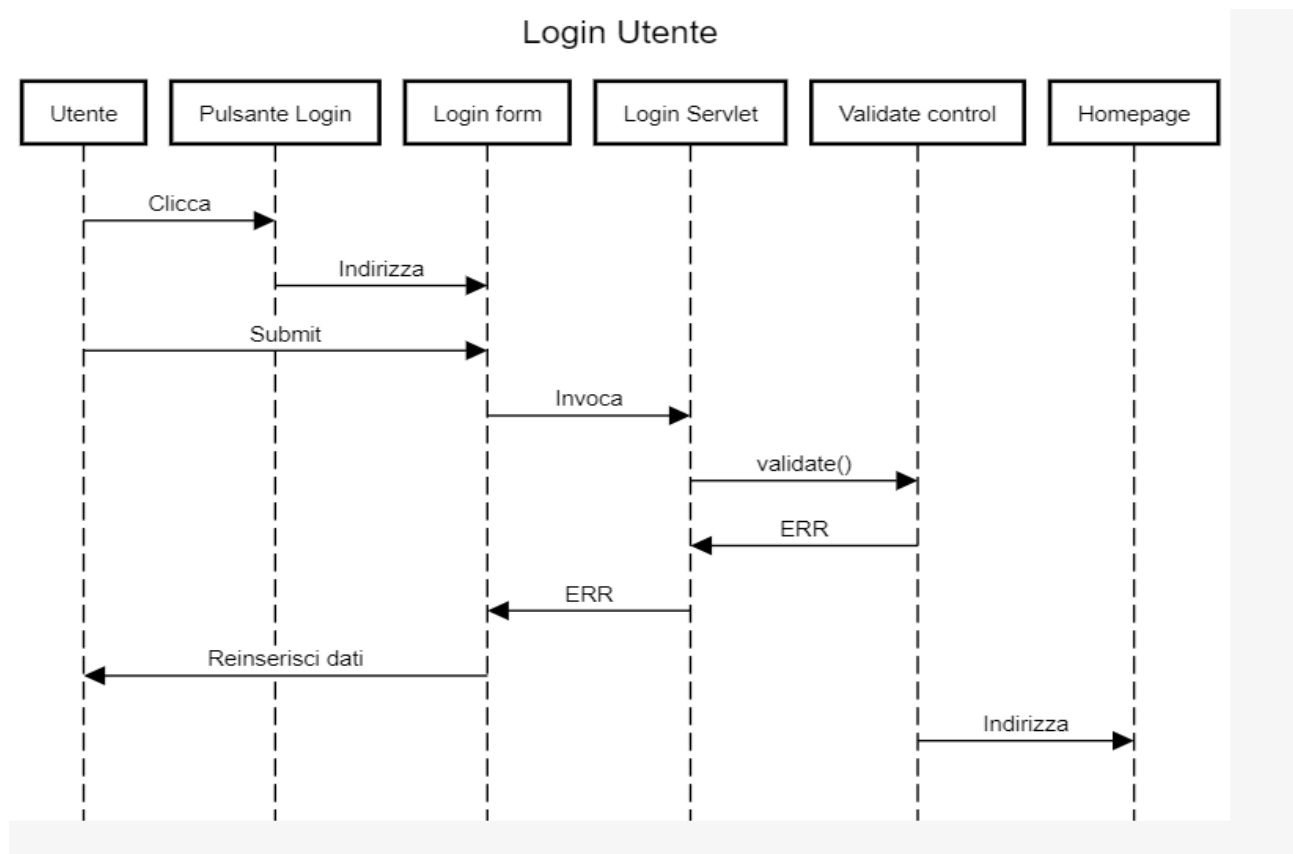 Login Utente
Utente
Pulsante Login
Login form
Login Servlet
Validate control
Homepage
Clicca
Indirizza
Submit
Invoca
validate()
ERR
ERR
Reinserisci dati
Indirizza